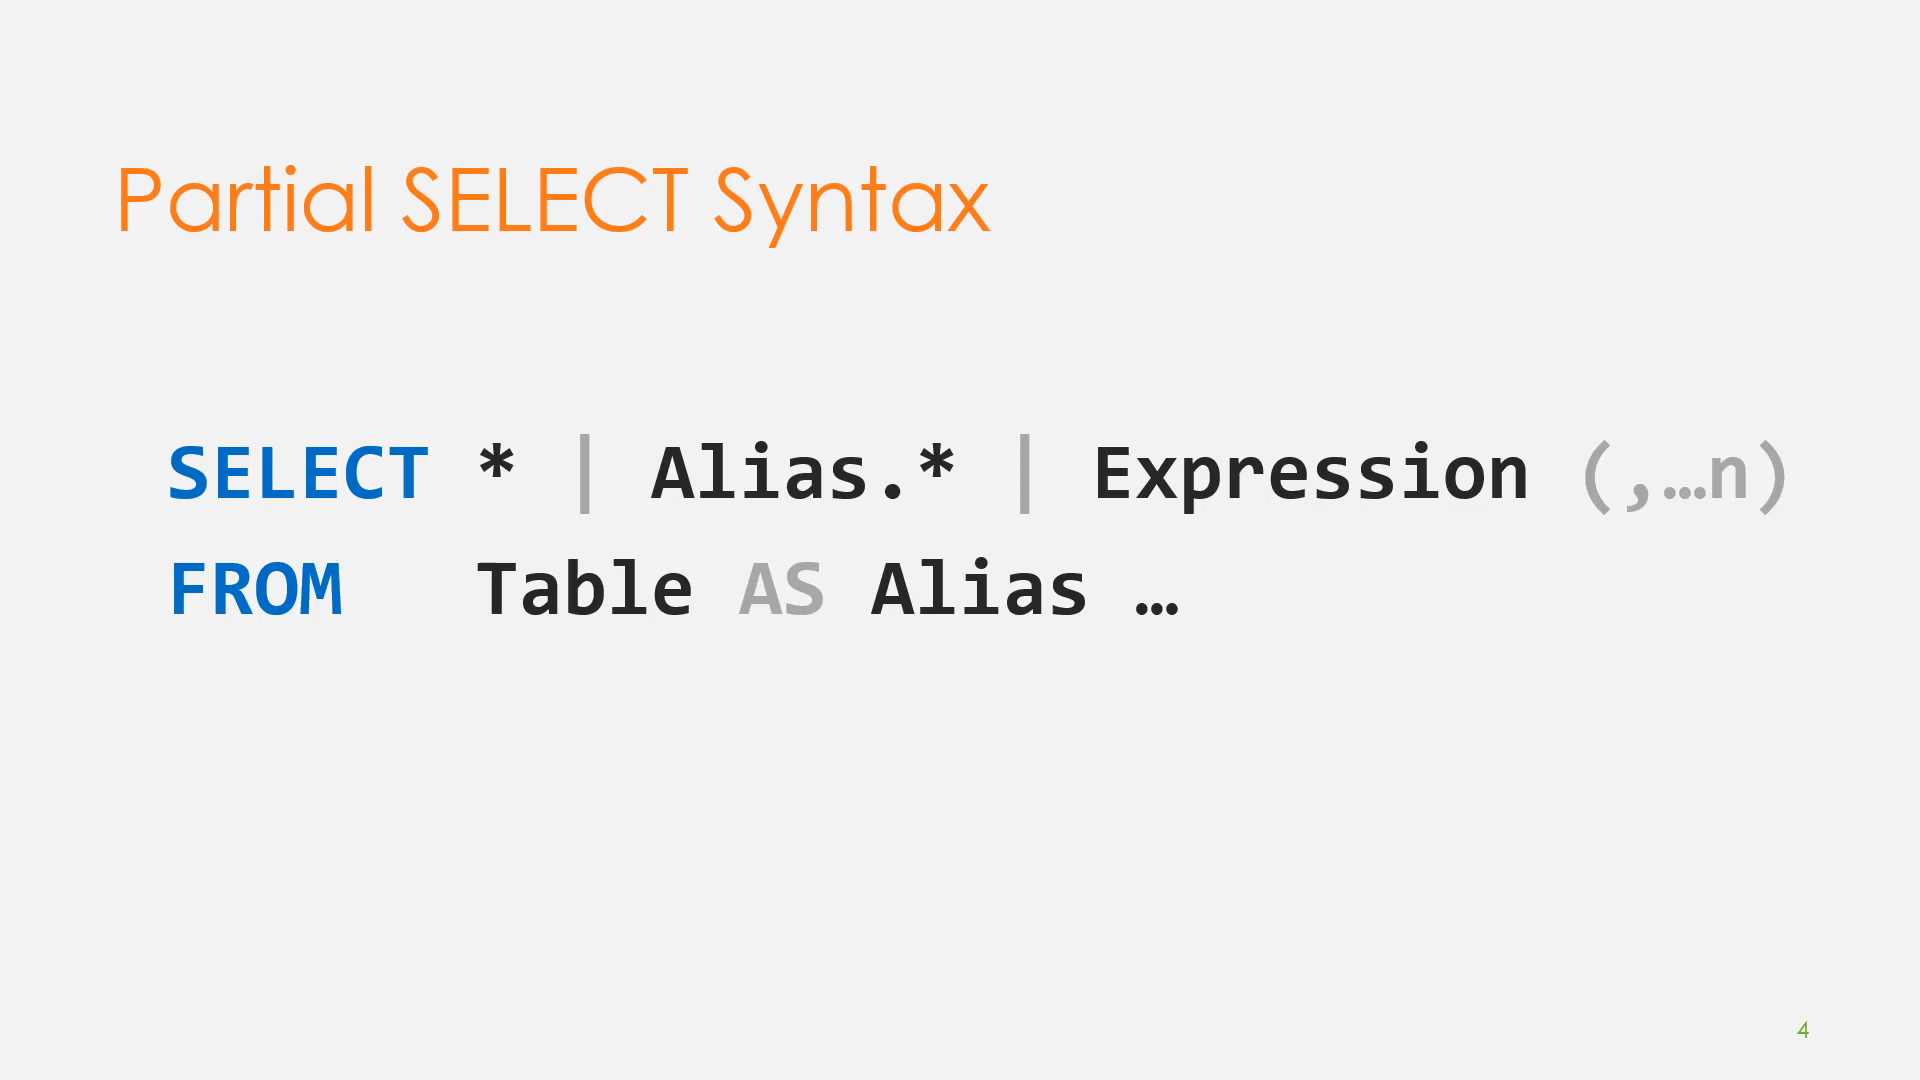 Partial SELECT Syntax
SELECT * | Alias.* | Expression (,…n)
FROM   Table AS Alias …
4